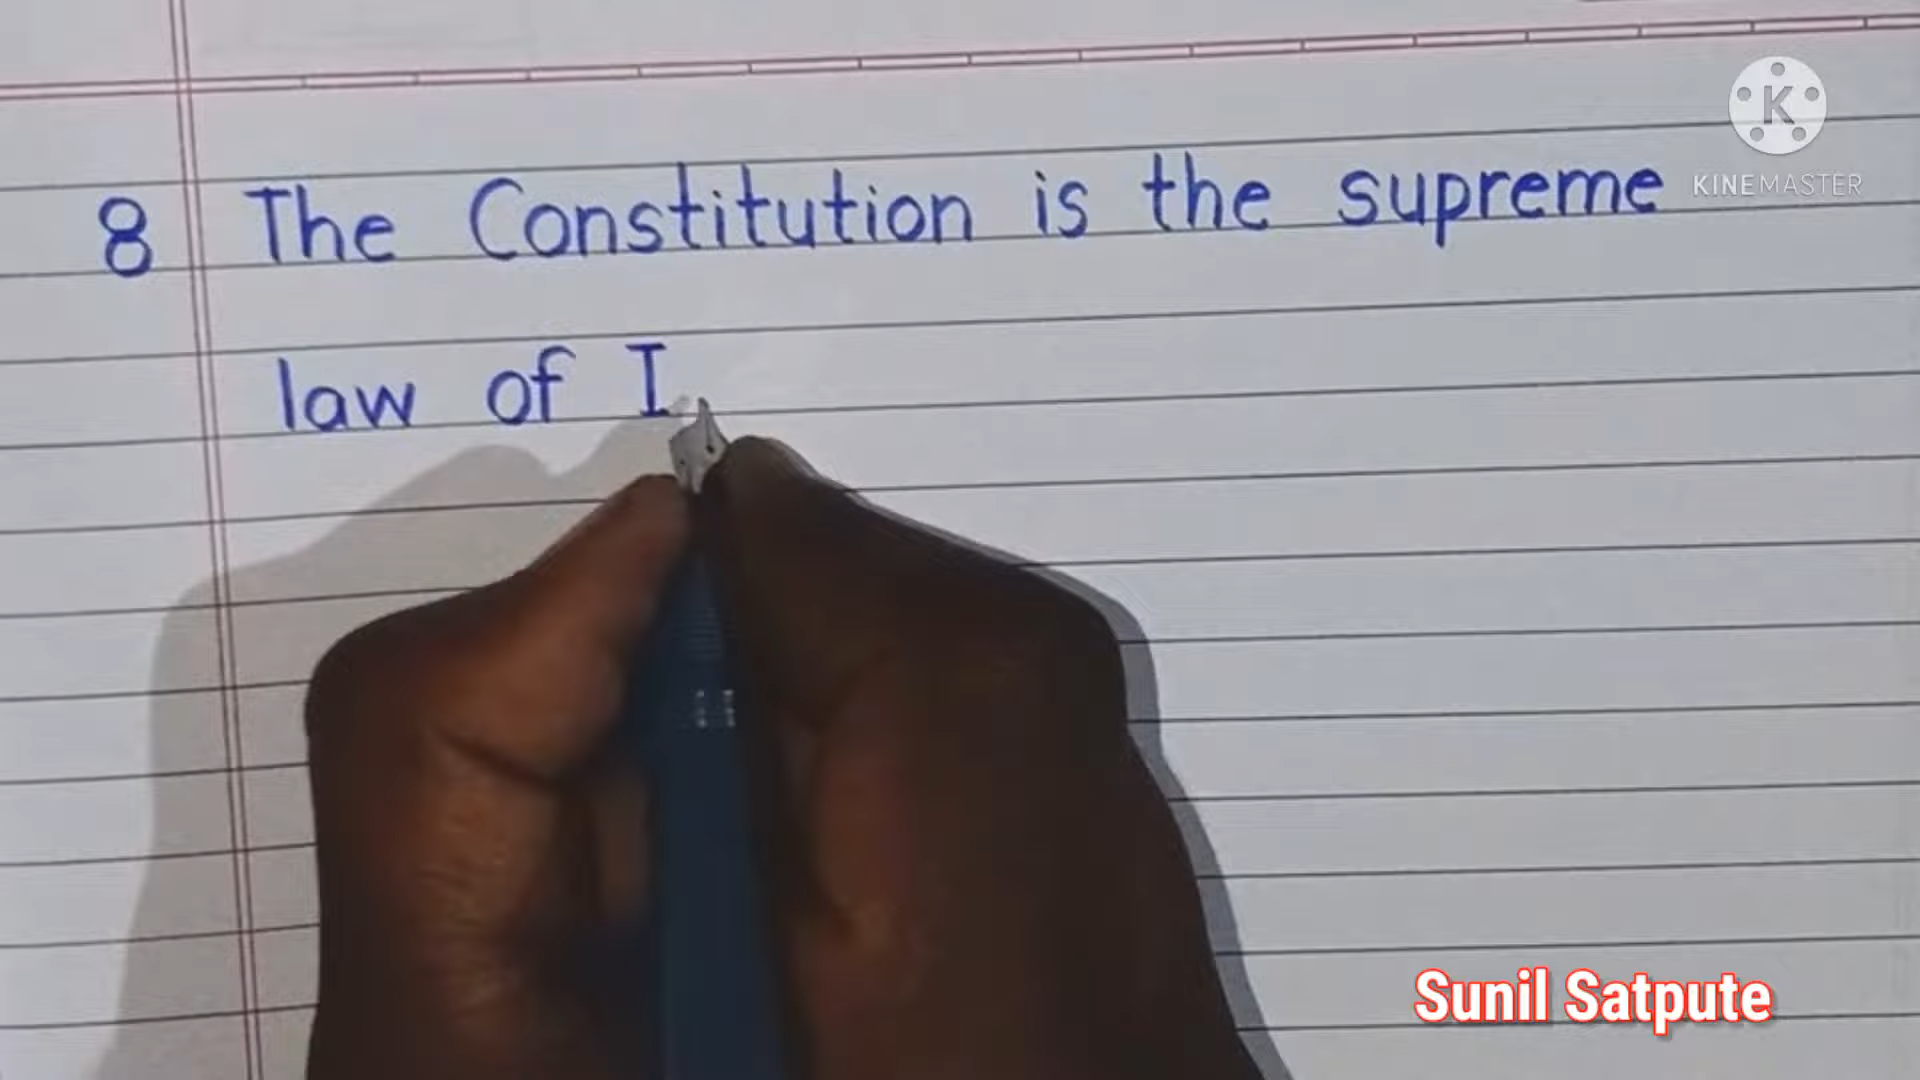 KINEMASTER
8 The Constitution is the supreme
law of I
Sunil Satpute